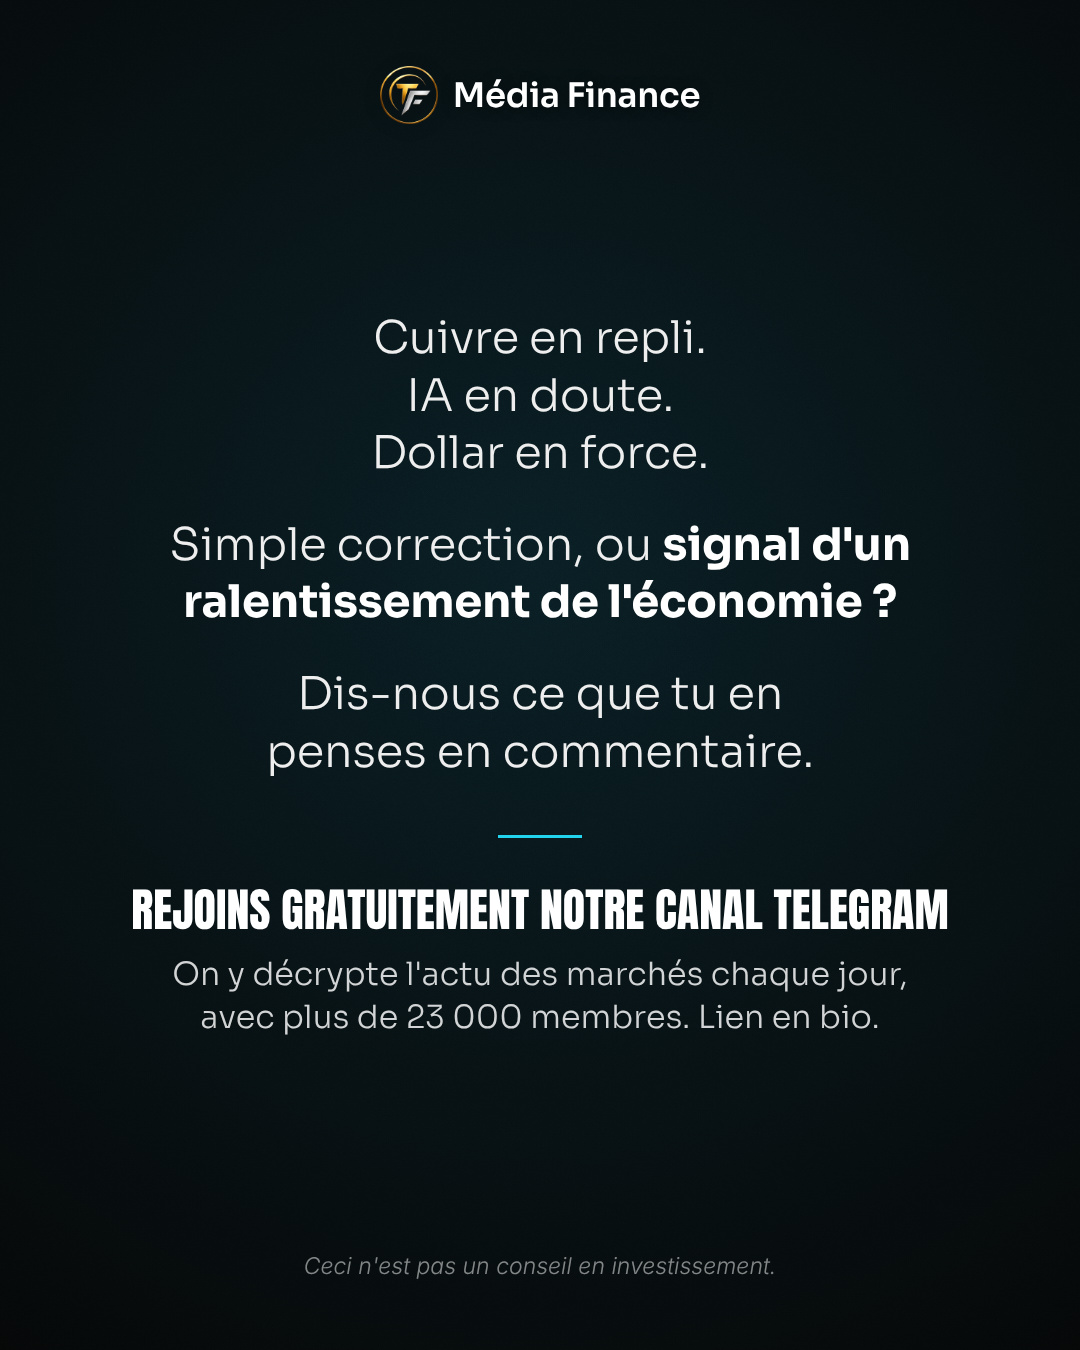 TF Média Finance
Cuivre en repli.
IA en doute.
Dollar en force.
Simple correction, ou signal d'un
ralentissement de l'économie ?
Dis-nous ce que tu en
penses en commentaire.
REJOINS GRATUITEMENT NOTRE CANAL TELEGRAM
On y décrypte l'actu des marchés chaque jour,
avec plus de 23 000 membres. Lien en bio.
Ceci n'est pas un conseil en investissement.